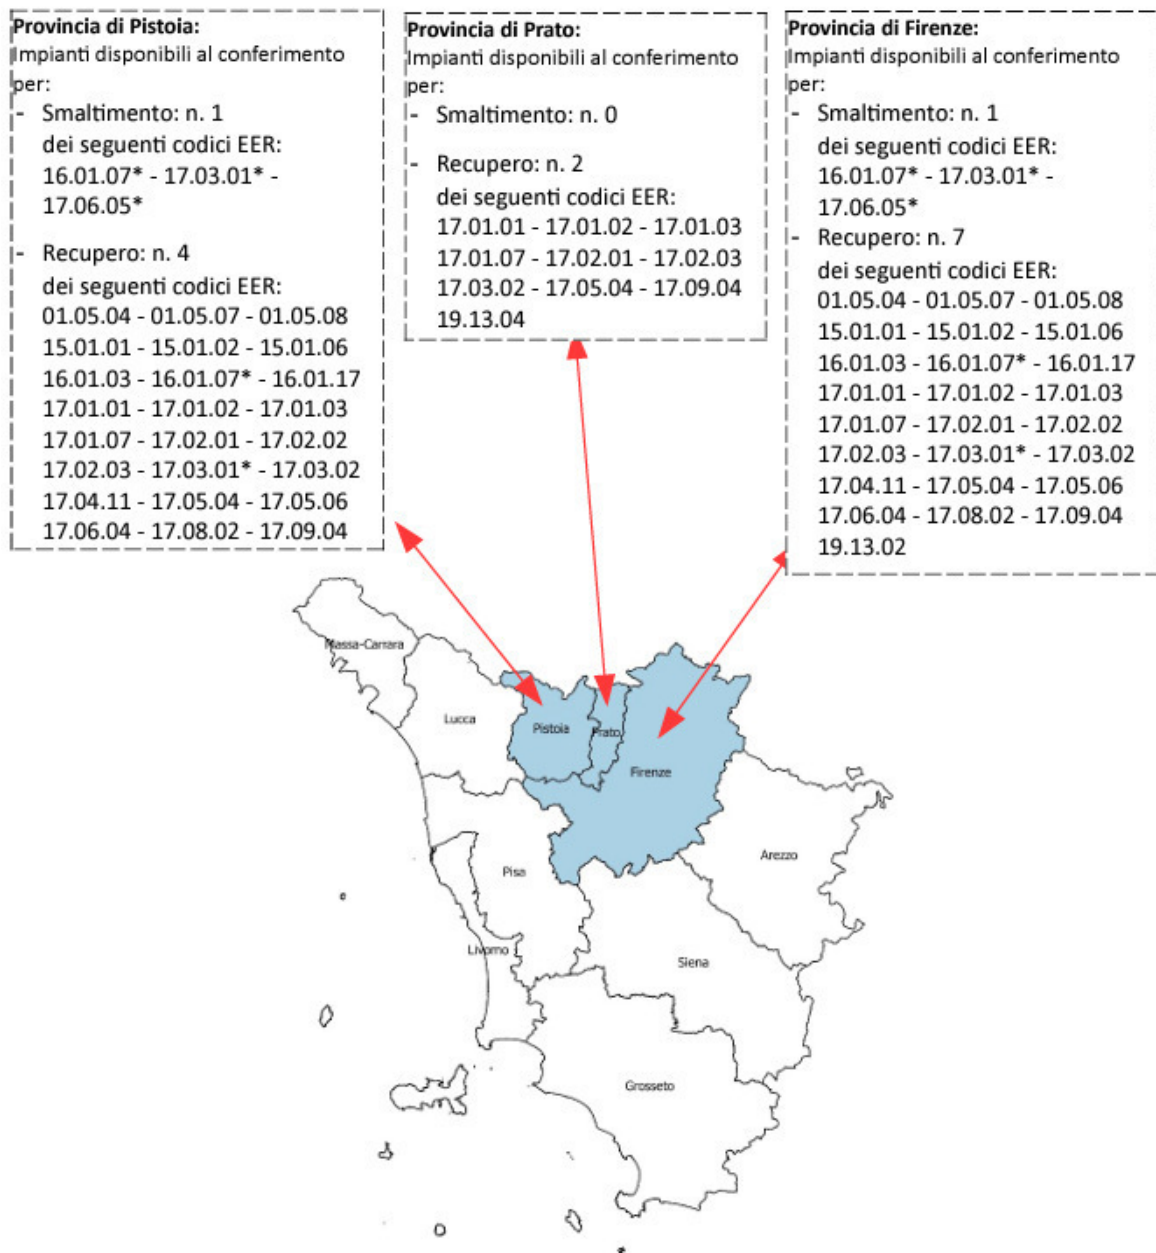 Provincia di Pistoia:
Impianti disponibili al conferimento
per:
- Smaltimento: n. 1
dei seguenti codici EER:
16.01.07* - 17.03.01* -
17.06.05*
- Recupero: n. 4
dei seguenti codici EER:
01.05.04 - 01.05.07 - 01.05.08
15.01.01 - 15.01.02 - 15.01.06
16.01.03 - 16.01.07* - 16.01.17
17.01.01 - 17.01.02 - 17.01.03
17.01.07 - 17.02.01 - 17.02.02
17.02.03 - 17.03.01* - 17.03.02
17.04.11 - 17.05.04 - 17.05.06
17.06.04 - 17.08.02 - 17.09.04
Provincia di Prato:
Impianti disponibili al conferimento
per:
- Smaltimento: n. 0
- Recupero: n. 2
dei seguenti codici EER:
17.01.01 - 17.01.02 - 17.01.03
17.01.07 - 17.02.01 - 17.02.03
17.03.02 - 17.05.04 - 17.09.04
19.13.04
Provincia di Firenze:
Impianti disponibili al conferimento
per:
- Smaltimento: n. 1
dei seguenti codici EER:
16.01.07* - 17.03.01* -
17.06.05*
- Recupero: n. 7
dei seguenti codici EER:
01.05.04 - 01.05.07 - 01.05.08
15.01.01 - 15.01.02 - 15.01.06
16.01.03 - 16.01.07* - 16.01.17
17.01.01 - 17.01.02 - 17.01.03
17.01.07 - 17.02.01 - 17.02.02
17.02.03 - 17.03.01* - 17.03.02
17.04.11 - 17.05.04 - 17.05.06
17.06.04 - 17.08.02 - 17.09.04
19.13.02
Massa-Carrara
Lucca
Pistoia
Prato
Firenze
Arezzo
Pisa
Livorno
Siena
Grosseto